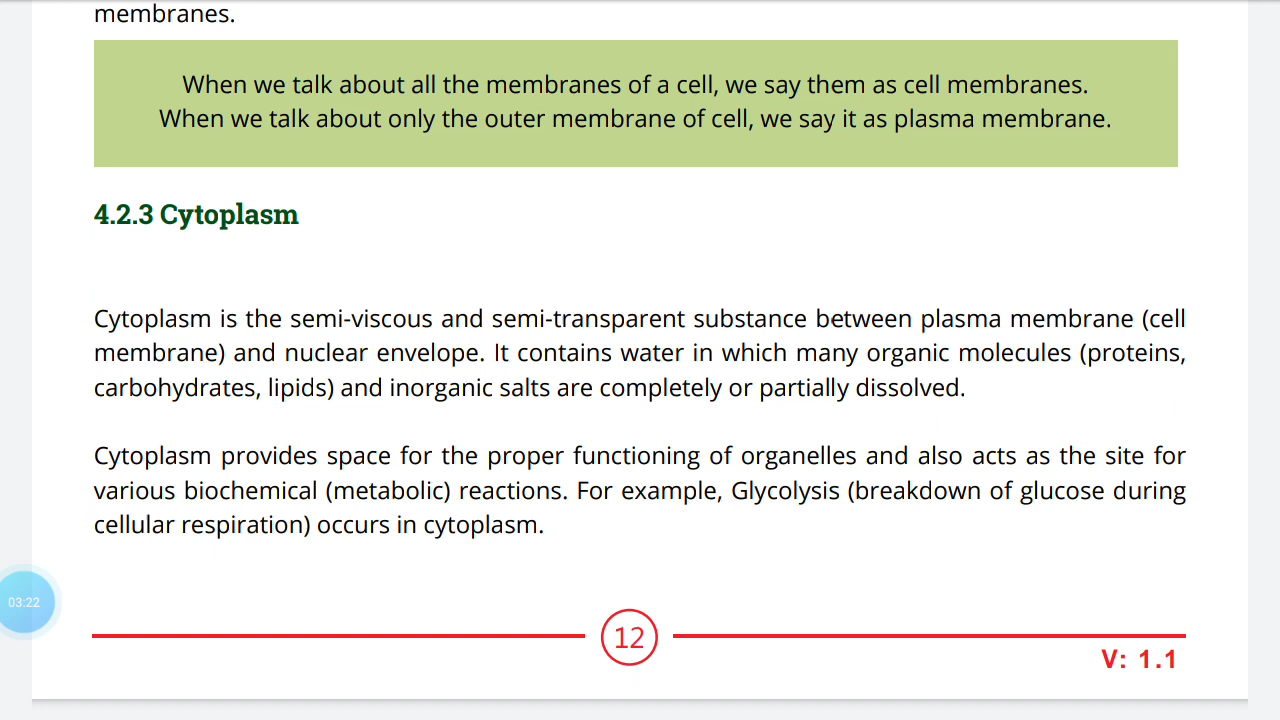 membranes.
When we talk about all the membranes of a cell, we say them as cell membranes.
When we talk about only the outer membrane of cell, we say it as plasma membrane.
4.2.3 Cytoplasm
Cytoplasm is the semi-viscous and semi-transparent substance between plasma membrane (cell
membrane) and nuclear envelope. It contains water in which many organic molecules (proteins,
carbohydrates, lipids) and inorganic salts are completely or partially dissolved.
Cytoplasm provides space for the proper functioning of organelles and also acts as the site for
various biochemical (metabolic) reactions. For example, Glycolysis (breakdown of glucose during
cellular respiration) occurs in cytoplasm.
03:22
12
V: 1.1